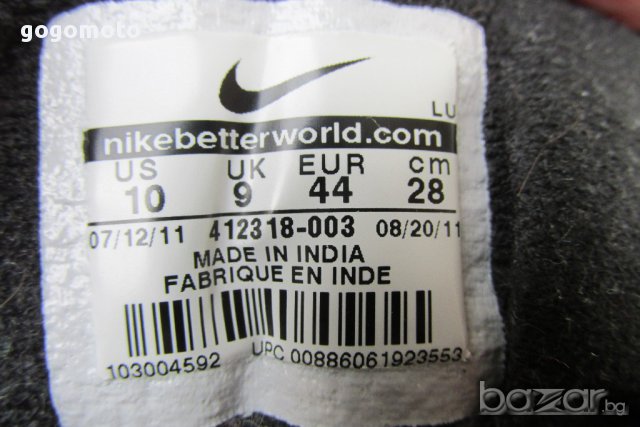 gogomoto
LU
nikebetterworld.com
US UK EUR cm
10 9 44 28
07/12/11 412318-003 08/20/11
MADE IN INDIA
FABRIQUE EN INDE
103004592 UPC 00886061923553
bazar.bg